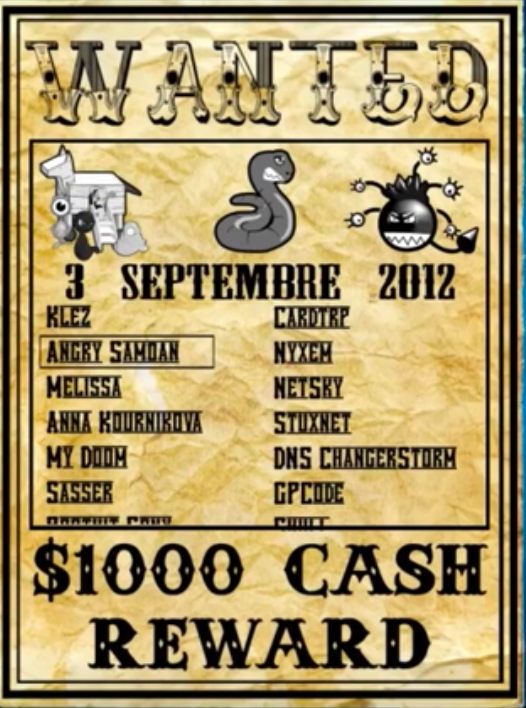 WANTED
3 SEPTEMBRE 2012
KLEZ
ANGRY SAMOAN
MELISSA
ANNA KOURNIKOVA
MY DOOM
SASSER
CARDTRP
NYXEM
NETSKY
STUXNET
DNS CHANGERSTORM
GPCODE
$1000 CASH
REWARD